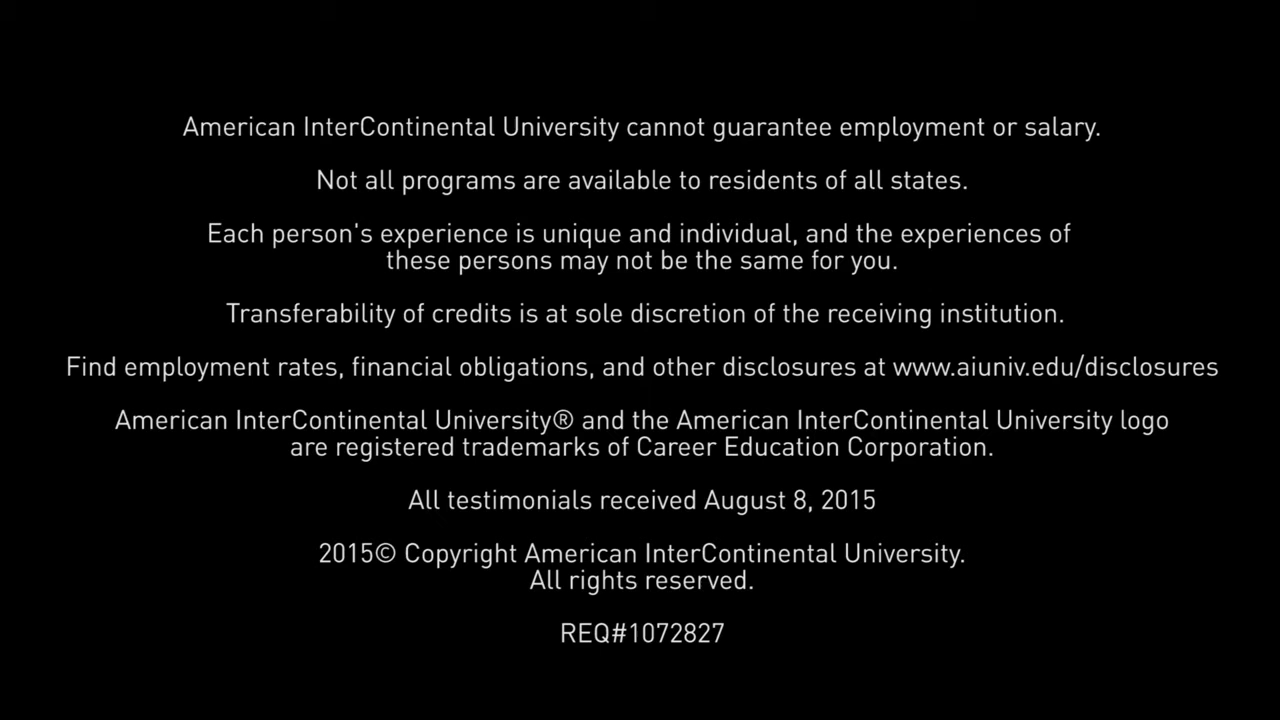 American InterContinental University cannot guarantee employment or salary.
Not all programs are available to residents of all states.
Each person's experience is unique and individual, and the experiences of
these persons may not be the same for you.
Transferability of credits is at sole discretion of the receiving institution.
Find employment rates, financial obligations, and other disclosures at www.aiuniv.edu/disclosures
American InterContinental University® and the American InterContinental University logo
are registered trademarks of Career Education Corporation.
All testimonials received August 8, 2015
2015© Copyright American InterContinental University.
All rights reserved.
REQ#1072827